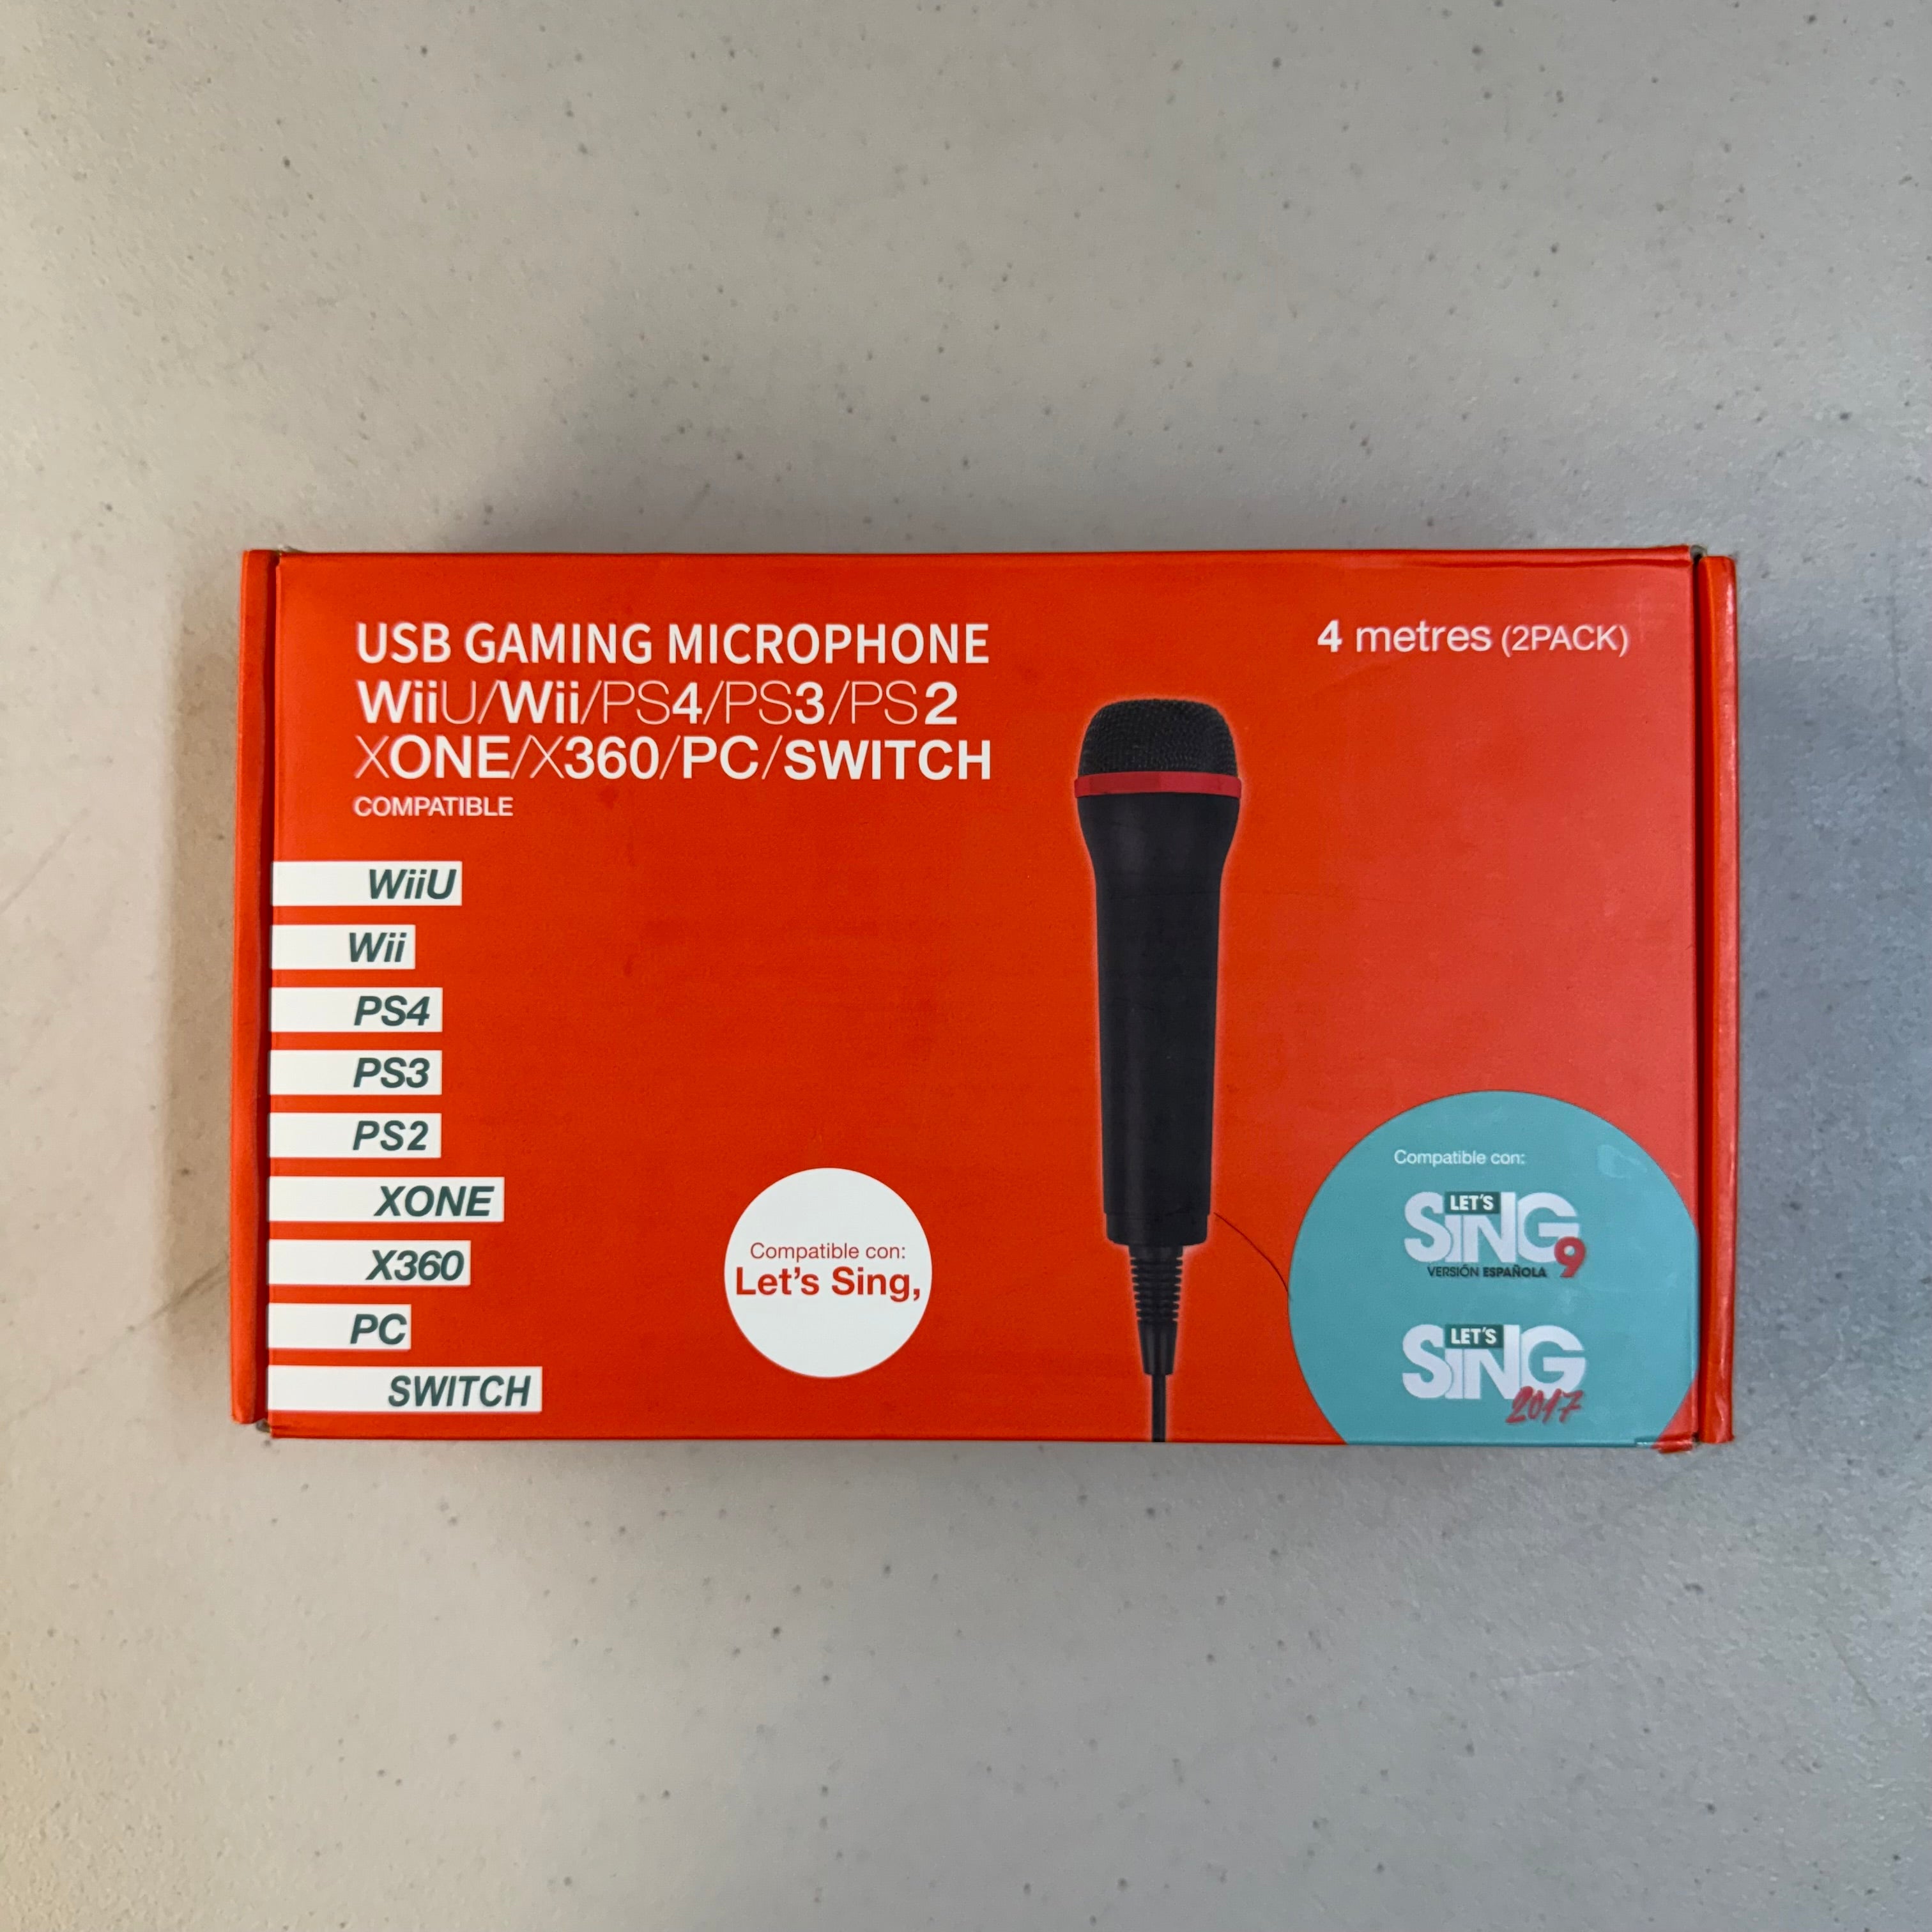 USB GAMING MICROPHONE
WiiU/Wii/PS4/PS3/PS2
XONE/X360/PC/SWITCH
COMPATIBLE
4 metres (2PACK)
WiiU
Wii
PS4
PS3
PS2
XONE
X360
PC
SWITCH
Compatible con:
Let's Sing,
Compatible con:
LET'S
SING 9
VERSIÓN ESPAÑOLA
LET'S
SING
2017